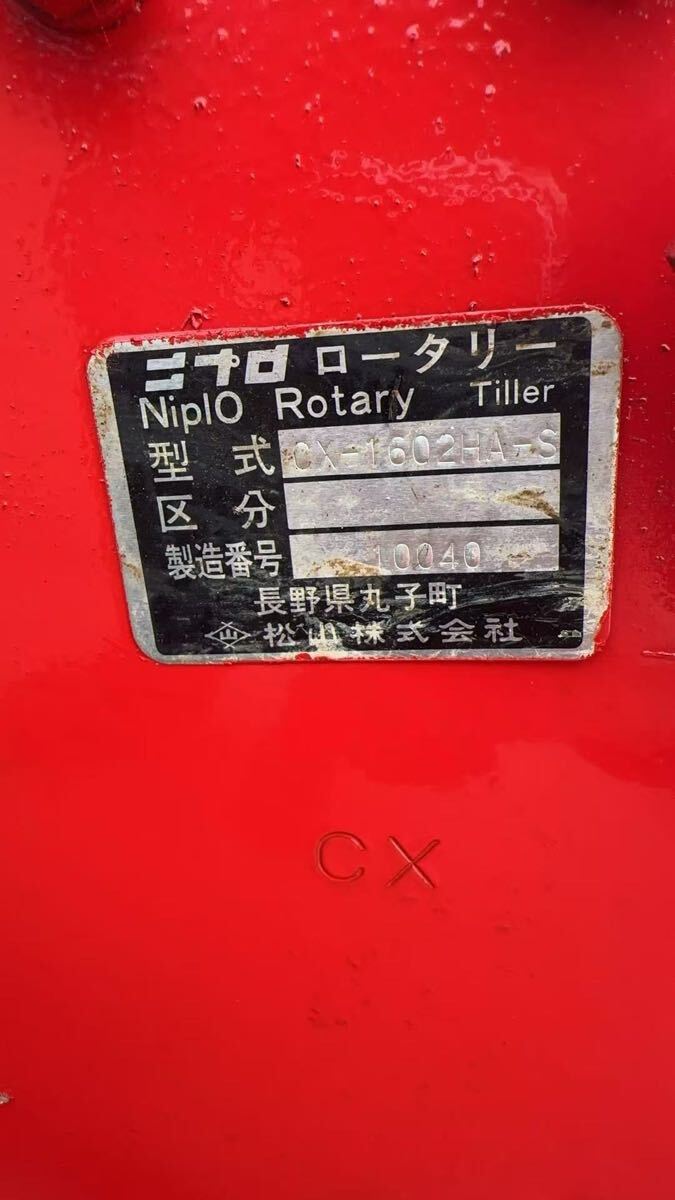 ニプロ ロータリー
NiplO Rotary Tiller
型式 CX-1602HA-S
区分
製造番号 10040
長野県丸子町
松山株式会社
CX